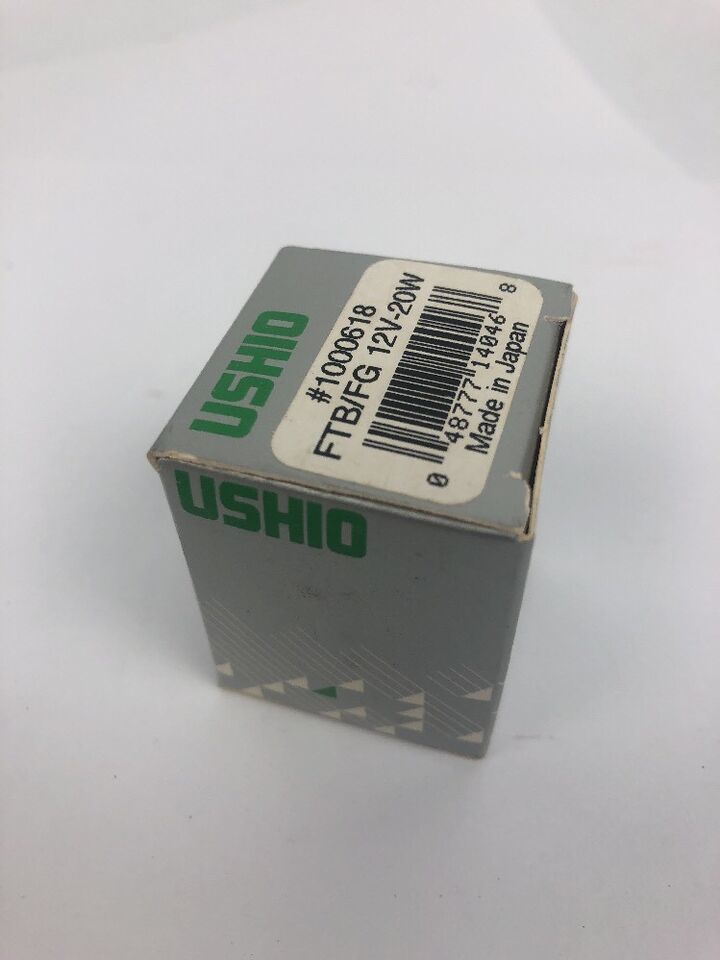 USHIO
#1000618
FTB/FG 12V-20W
0 48777 14046 8
Made in Japan
USHIO